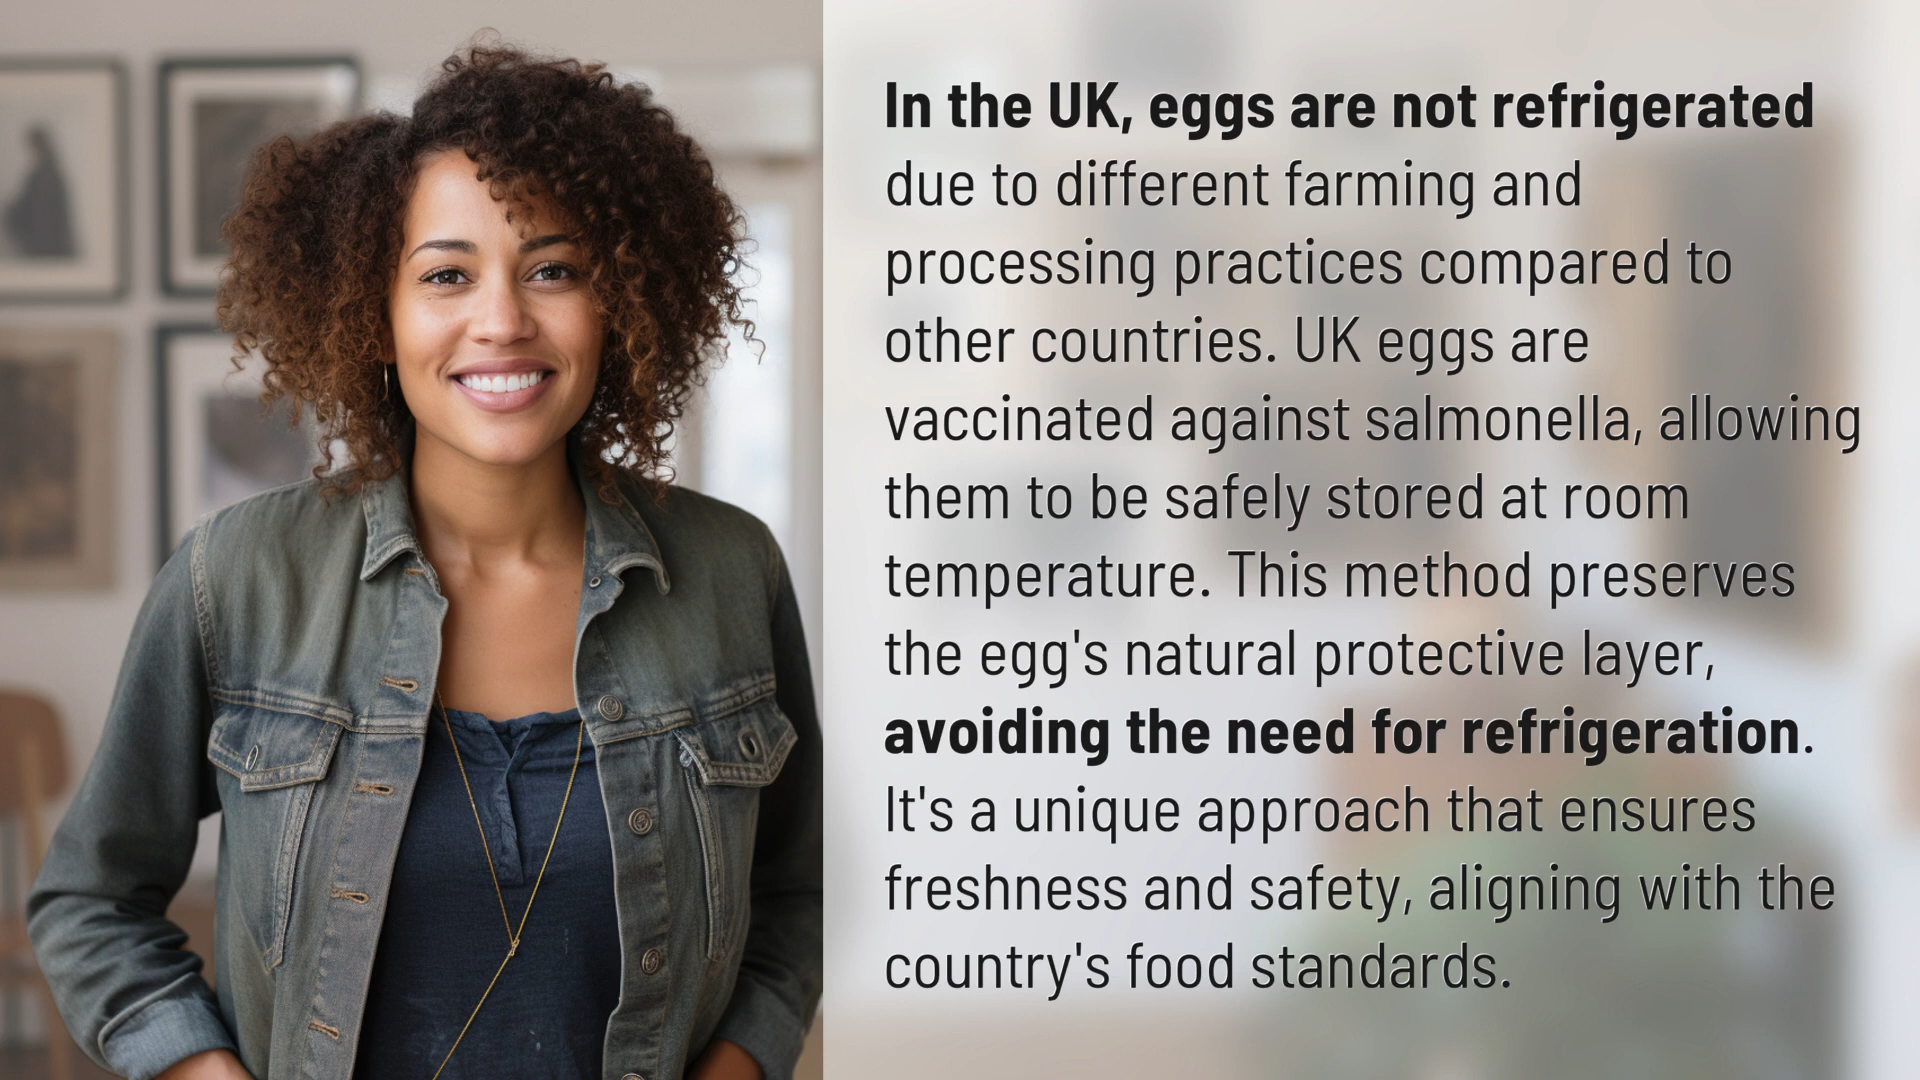 In the UK, eggs are not refrigerated
due to different farming and
processing practices compared to
other countries. UK eggs are
vaccinated against salmonella, allowing
them to be safely stored at room
temperature. This method preserves
the egg's natural protective layer,
avoiding the need for refrigeration.
It's a unique approach that ensures
freshness and safety, aligning with the
country's food standards.